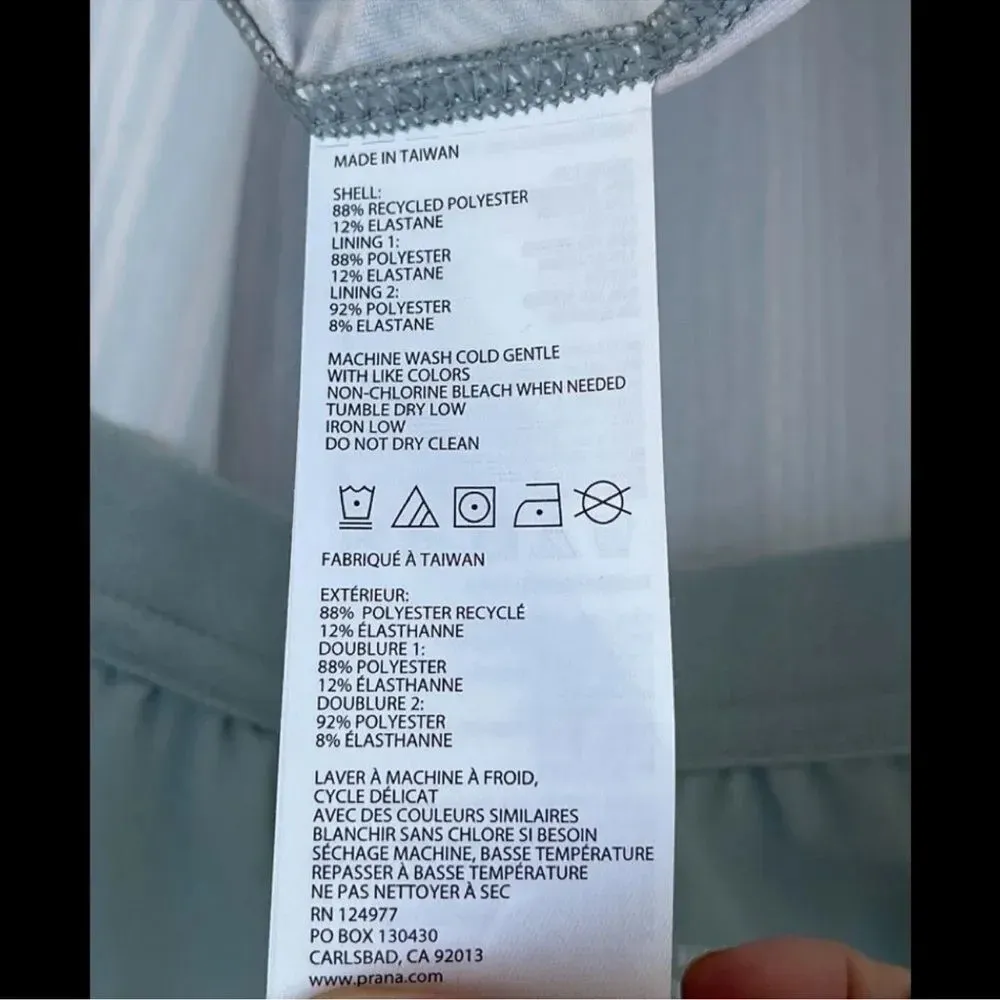 MADE IN TAIWAN
SHELL:
88% RECYCLED POLYESTER
12% ELASTANE
LINING 1:
88% POLYESTER
12% ELASTANE
LINING 2:
92% POLYESTER
8% ELASTANE
MACHINE WASH COLD GENTLE
WITH LIKE COLORS
NON-CHLORINE BLEACH WHEN NEEDED
TUMBLE DRY LOW
IRON LOW
DO NOT DRY CLEAN
FABRIQUÉ À TAIWAN
EXTÉRIEUR:
88% POLYESTER RECYCLÉ
12% ÉLASTHANNE
DOUBLURE 1:
88% POLYESTER
12% ÉLASTHANNE
DOUBLURE 2:
92% POLYESTER
8% ÉLASTHANNE
LAVER À MACHINE À FROID,
CYCLE DÉLICAT
AVEC DES COULEURS SIMILAIRES
BLANCHIR SANS CHLORE SI BESOIN
SÉCHAGE MACHINE, BASSE TEMPÉRATURE
REPASSER À BASSE TEMPÉRATURE
NE PAS NETTOYER À SEC
RN 124977
PO BOX 130430
CARLSBAD, CA 92013
www.prana.com